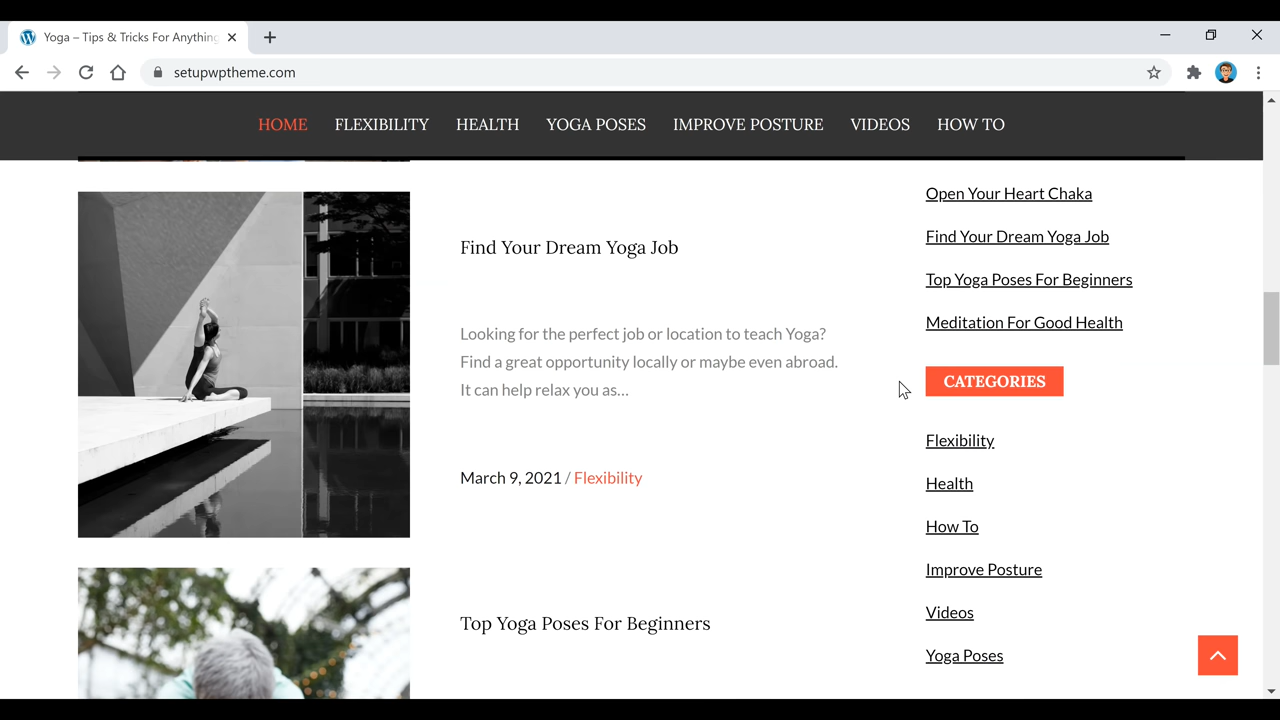 Yoga – Tips & Tricks For Anything
setupwptheme.com
HOME FLEXIBILITY HEALTH YOGA POSES IMPROVE POSTURE VIDEOS HOW TO
Find Your Dream Yoga Job
Looking for the perfect job or location to teach Yoga?
Find a great opportunity locally or maybe even abroad.
It can help relax you as...
March 9, 2021 / Flexibility
Top Yoga Poses For Beginners
Open Your Heart Chaka
Find Your Dream Yoga Job
Top Yoga Poses For Beginners
Meditation For Good Health
CATEGORIES
Flexibility
Health
How To
Improve Posture
Videos
Yoga Poses